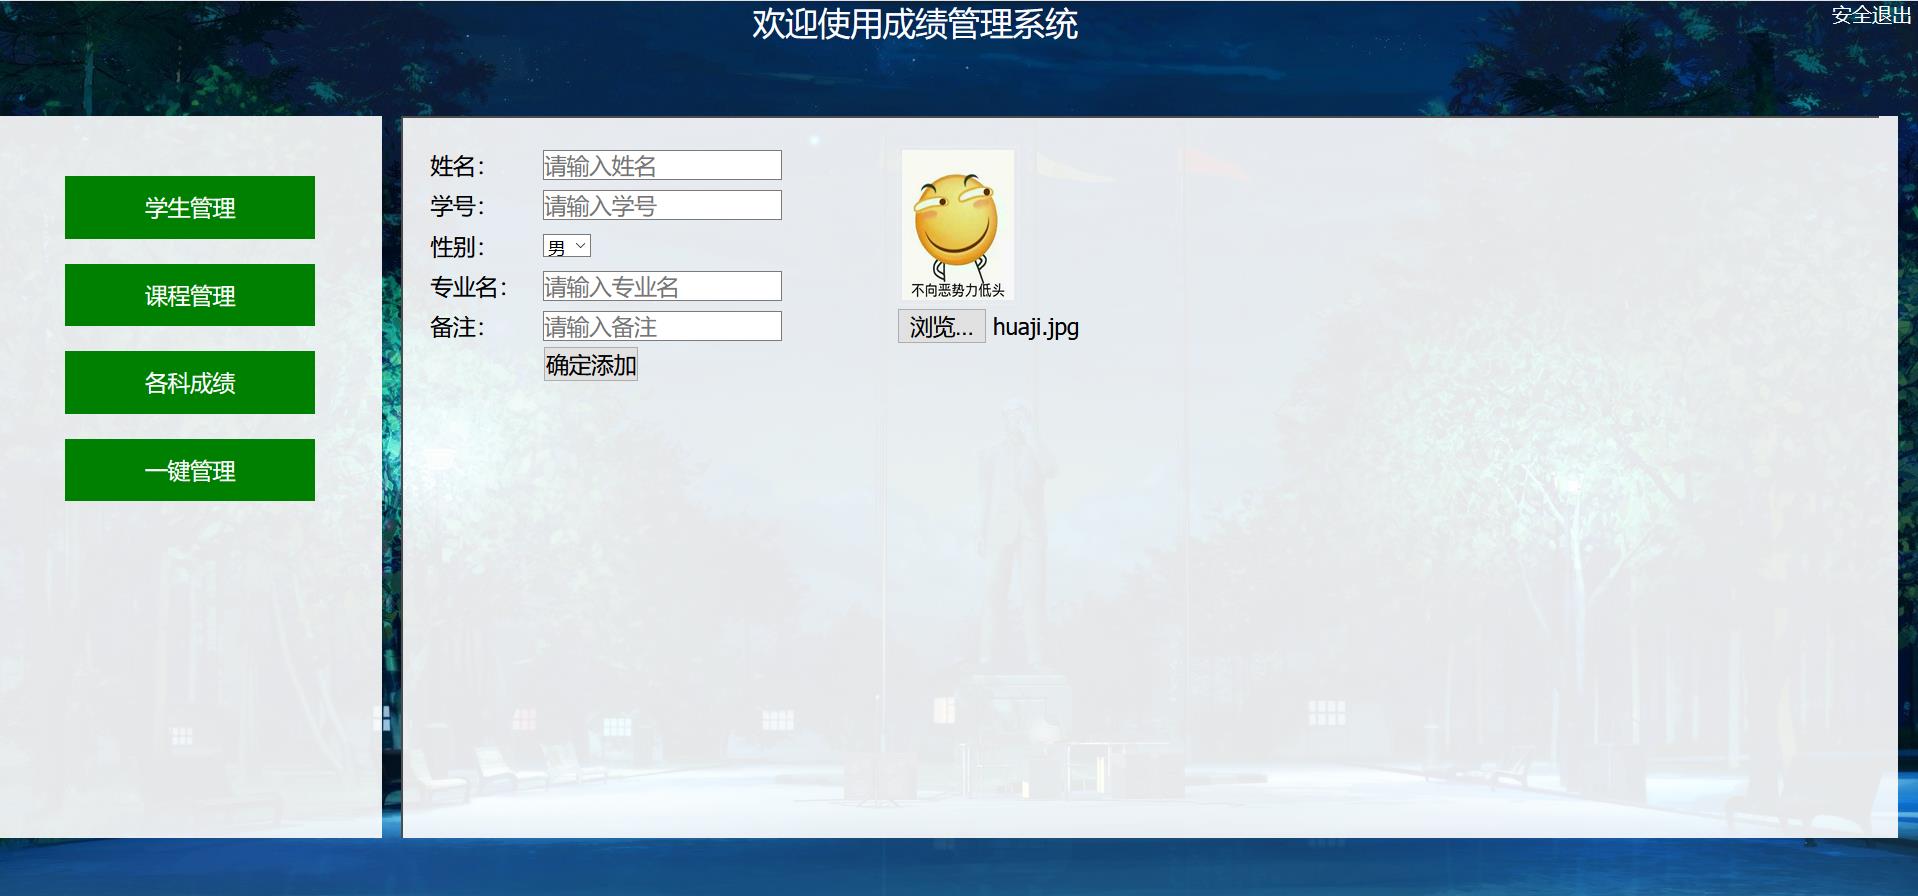 欢迎使用成绩管理系统
安全退出
学生管理
课程管理
各科成绩
一键管理
姓名： 请输入姓名
学号： 请输入学号
性别： 男
专业名： 请输入专业名
备注： 请输入备注
确定添加
不向恶势力低头
浏览... huaji.jpg